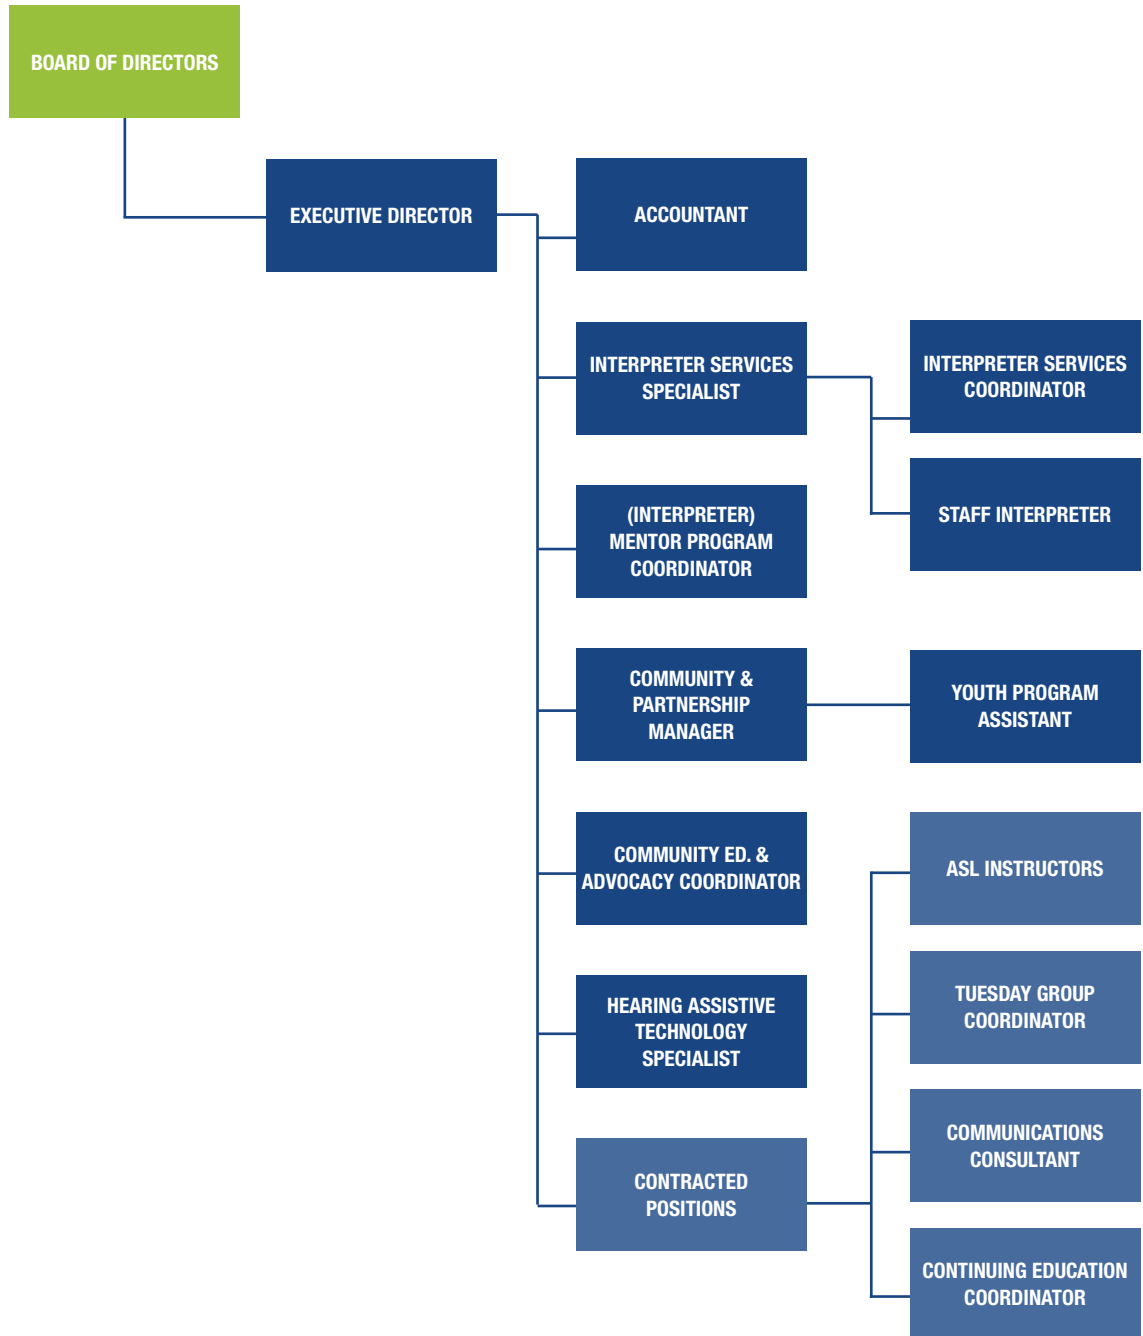 BOARD OF DIRECTORS
EXECUTIVE DIRECTOR
ACCOUNTANT
INTERPRETER SERVICES
SPECIALIST
INTERPRETER SERVICES
COORDINATOR
STAFF INTERPRETER
(INTERPRETER)
MENTOR PROGRAM
COORDINATOR
COMMUNITY &
PARTNERSHIP
MANAGER
YOUTH PROGRAM
ASSISTANT
COMMUNITY ED. &
ADVOCACY COORDINATOR
HEARING ASSISTIVE
TECHNOLOGY
SPECIALIST
CONTRACTED
POSITIONS
ASL INSTRUCTORS
TUESDAY GROUP
COORDINATOR
COMMUNICATIONS
CONSULTANT
CONTINUING EDUCATION
COORDINATOR